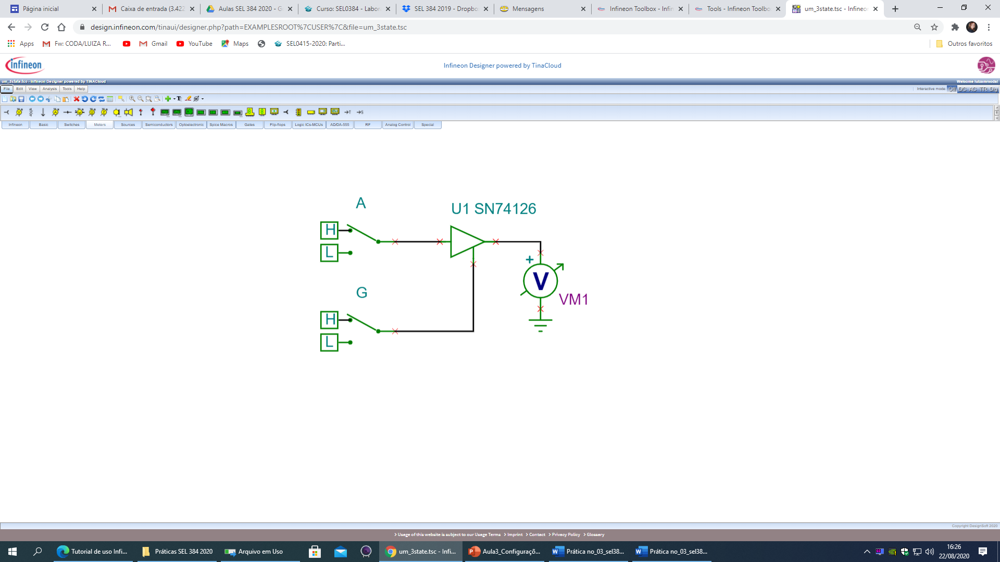 Página inicial
Caixa de entrada (3.422
Aulas SEL 384 2020 - G
Curso: SEL0384 - Labor
SEL 384 2019 - Dropbo
Mensagens
Infineon Toolbox - Infin
Tools - Infineon Toolbo
um_3state.tsc - Infineo
design.infineon.com/tinaui/designer.php?path=EXAMPLESROOT%7CUSER%7C&file=um_3state.tsc
Apps
Fw: CODA/LUIZA R...
Gmail
YouTube
Maps
SEL0415-2020: Parti...
Outros favoritos
infineon
Infineon Designer powered by TinaCloud
um_3state.tsc - Infineon Designer powered by TINACloud
Welcome luizamrodal
File Edit View Analysis Tools Help
Interactive mode: Off DC AC TR Dig
Infineon Basic Switches Meters Sources Semiconductors Optoelectronic Spice Macros Gates Flip-flops Logic ICs-MCUs AD/DA-555 RF Analog Control Special
A
U1 SN74126
H
L
+
V
VM1
G
H
L
Copyright DesignSoft 2020
> Usage of this website is subject to our Usage Terms > Imprint > Contact > Privacy Policy > Glossary
Tutorial de uso Infi...
Práticas SEL 384 2020
Arquivo em Uso
um_3state.tsc - Infi...
Aula3_Configuraçõ...
Prática no_03_sel38...
Prática no_03_sel38...
16:26
22/08/2020